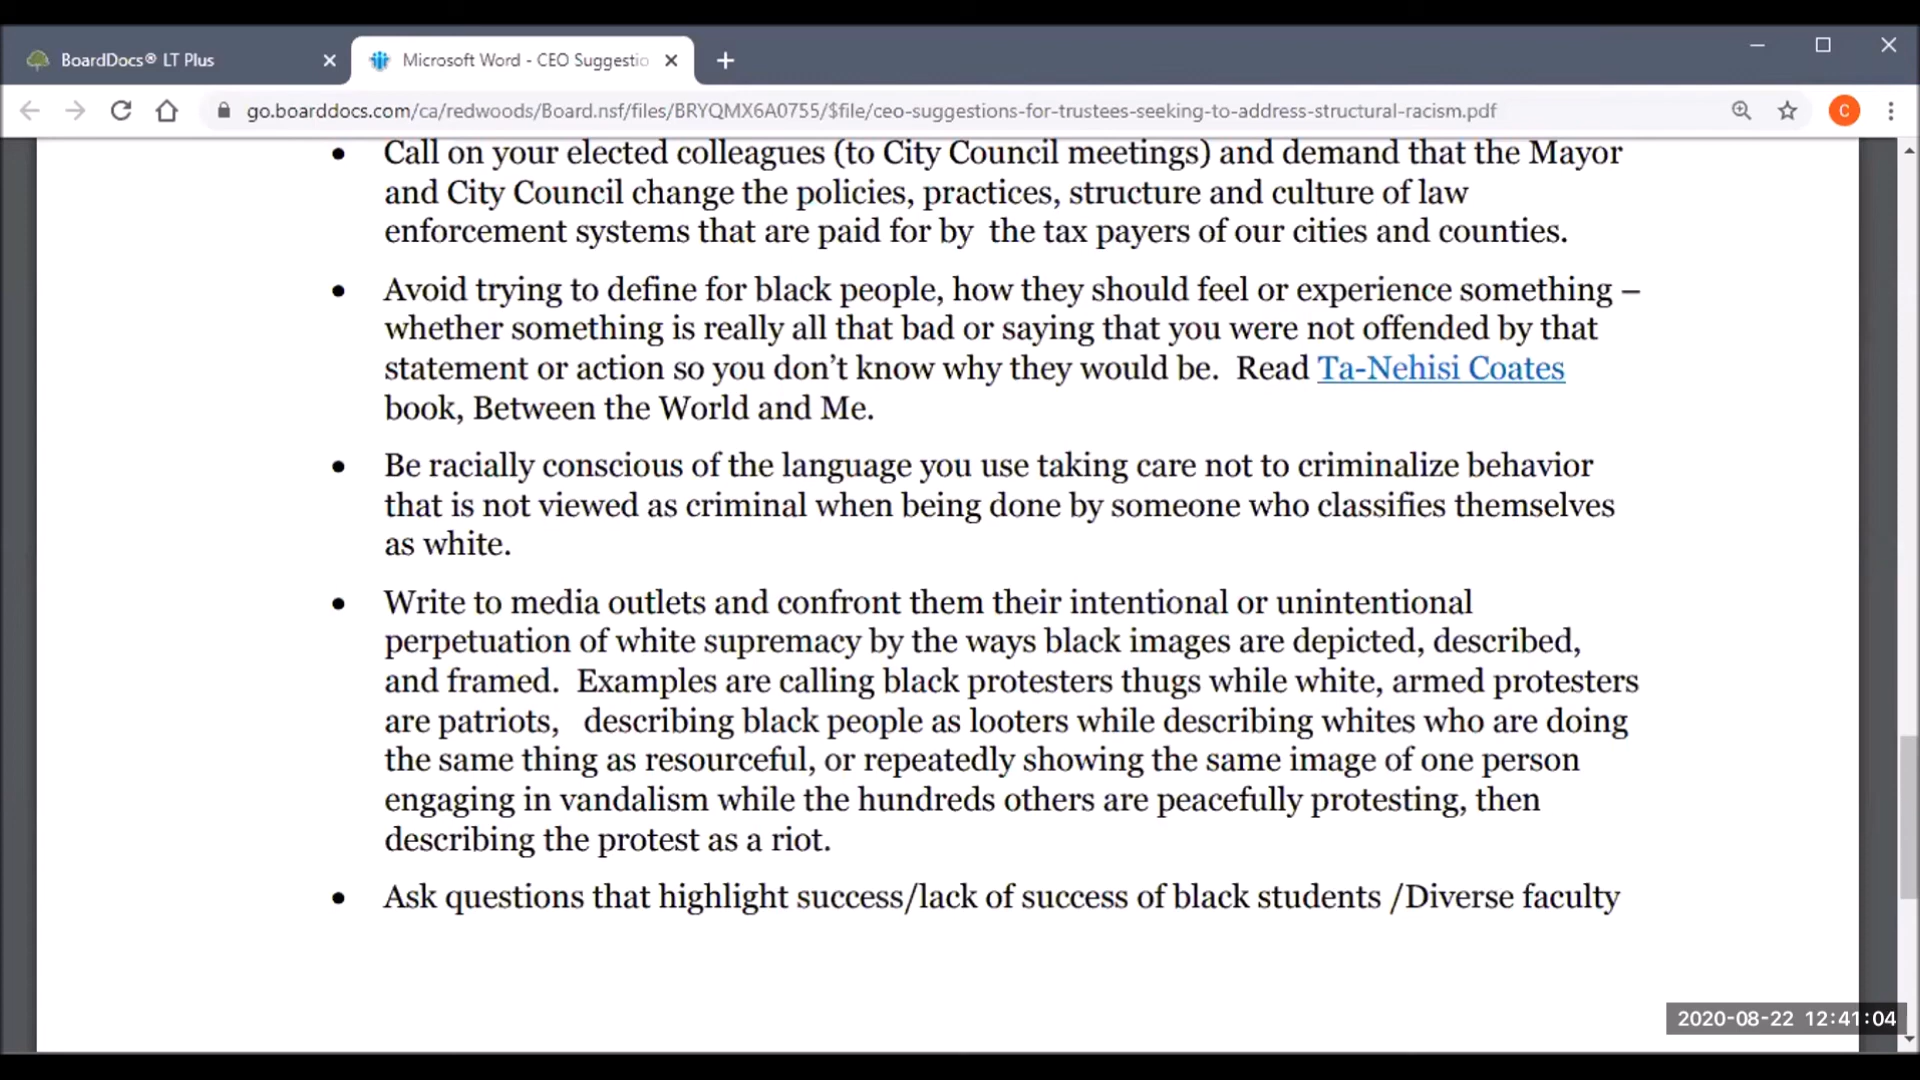 BoardDocs® LT Plus
Microsoft Word - CEO Suggestio
go.boarddocs.com/ca/redwoods/Board.nsf/files/BRYQMX6A0755/$file/ceo-suggestions-for-trustees-seeking-to-address-structural-racism.pdf
C
• Call on your elected colleagues (to City Council meetings) and demand that the Mayor
and City Council change the policies, practices, structure and culture of law
enforcement systems that are paid for by  the tax payers of our cities and counties.
• Avoid trying to define for black people, how they should feel or experience something –
whether something is really all that bad or saying that you were not offended by that
statement or action so you don’t know why they would be.  Read Ta-Nehisi Coates
book, Between the World and Me.
• Be racially conscious of the language you use taking care not to criminalize behavior
that is not viewed as criminal when being done by someone who classifies themselves
as white.
• Write to media outlets and confront them their intentional or unintentional
perpetuation of white supremacy by the ways black images are depicted, described,
and framed.  Examples are calling black protesters thugs while white, armed protesters
are patriots,   describing black people as looters while describing whites who are doing
the same thing as resourceful, or repeatedly showing the same image of one person
engaging in vandalism while the hundreds others are peacefully protesting, then
describing the protest as a riot.
• Ask questions that highlight success/lack of success of black students /Diverse faculty
2020-08-22 12:41:04